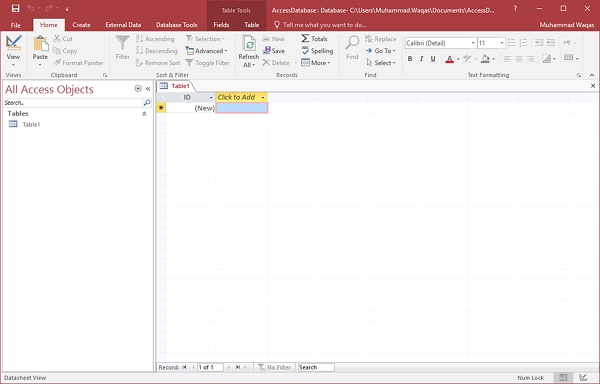 Table Tools
AccessDatabase : Database- C:\Users\Muhammad.Waqas\Documents\AccessD...
?
File Home Create External Data Database Tools Fields Table Tell me what you want to do... Muhammad Waqas
View
Views
Paste
Cut
Copy
Format Painter
Clipboard
Filter
Ascending
Descending
Remove Sort
Selection
Advanced
Toggle Filter
Sort & Filter
Refresh All
New
Save
Delete
Totals
Spelling
More
Records
Find
Replace
Go To
Select
Find
Calibri (Detail) 11
B I U
A
Text Formatting
All Access Objects
Search...
Tables
Table1
Table1
ID Click to Add
(New)
Record: 1 of 1 No Filter Search
Datasheet View Num Lock